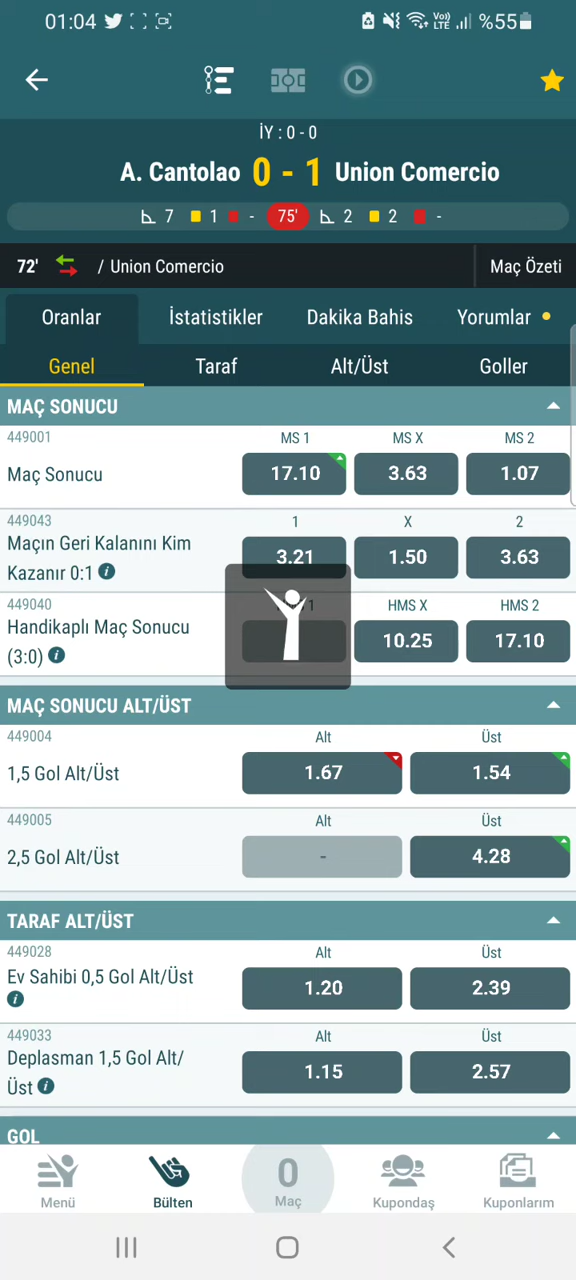 01:04 Vo)) LTE %55
İY : 0 - 0
A. Cantolao 0 - 1 Union Comercio
7 1 - 75' 2 2 -
72' / Union Comercio Maç Özeti
Oranlar İstatistikler Dakika Bahis Yorumlar
Genel Taraf Alt/Üst Goller
MAÇ SONUCU
449001 MS 1 MS X MS 2
Maç Sonucu 17.10 3.63 1.07
449043 1 X 2
Maçın Geri Kalanını Kim
Kazanır 0:1 3.21 1.50 3.63
449040 1 HMS X HMS 2
Handikaplı Maç Sonucu
(3:0) 10.25 17.10
MAÇ SONUCU ALT/ÜST
449004 Alt Üst
1,5 Gol Alt/Üst 1.67 1.54
449005 Alt Üst
2,5 Gol Alt/Üst - 4.28
TARAF ALT/ÜST
449028 Alt Üst
Ev Sahibi 0,5 Gol Alt/Üst 1.20 2.39
449033 Alt Üst
Deplasman 1,5 Gol Alt/
Üst 1.15 2.57
GOL
0
Menü Bülten Maç Kupondaş Kuponlarım